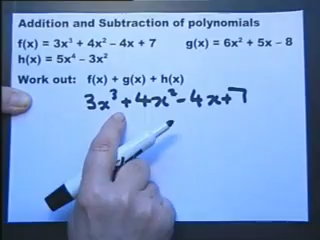 Addition and Subtraction of polynomials
f(x) = 3x³ + 4x² – 4x + 7 g(x) = 6x² + 5x – 8
h(x) = 5x⁴ – 3x²
Work out: f(x) + g(x) + h(x)
3x³ + 4x² - 4x + 7